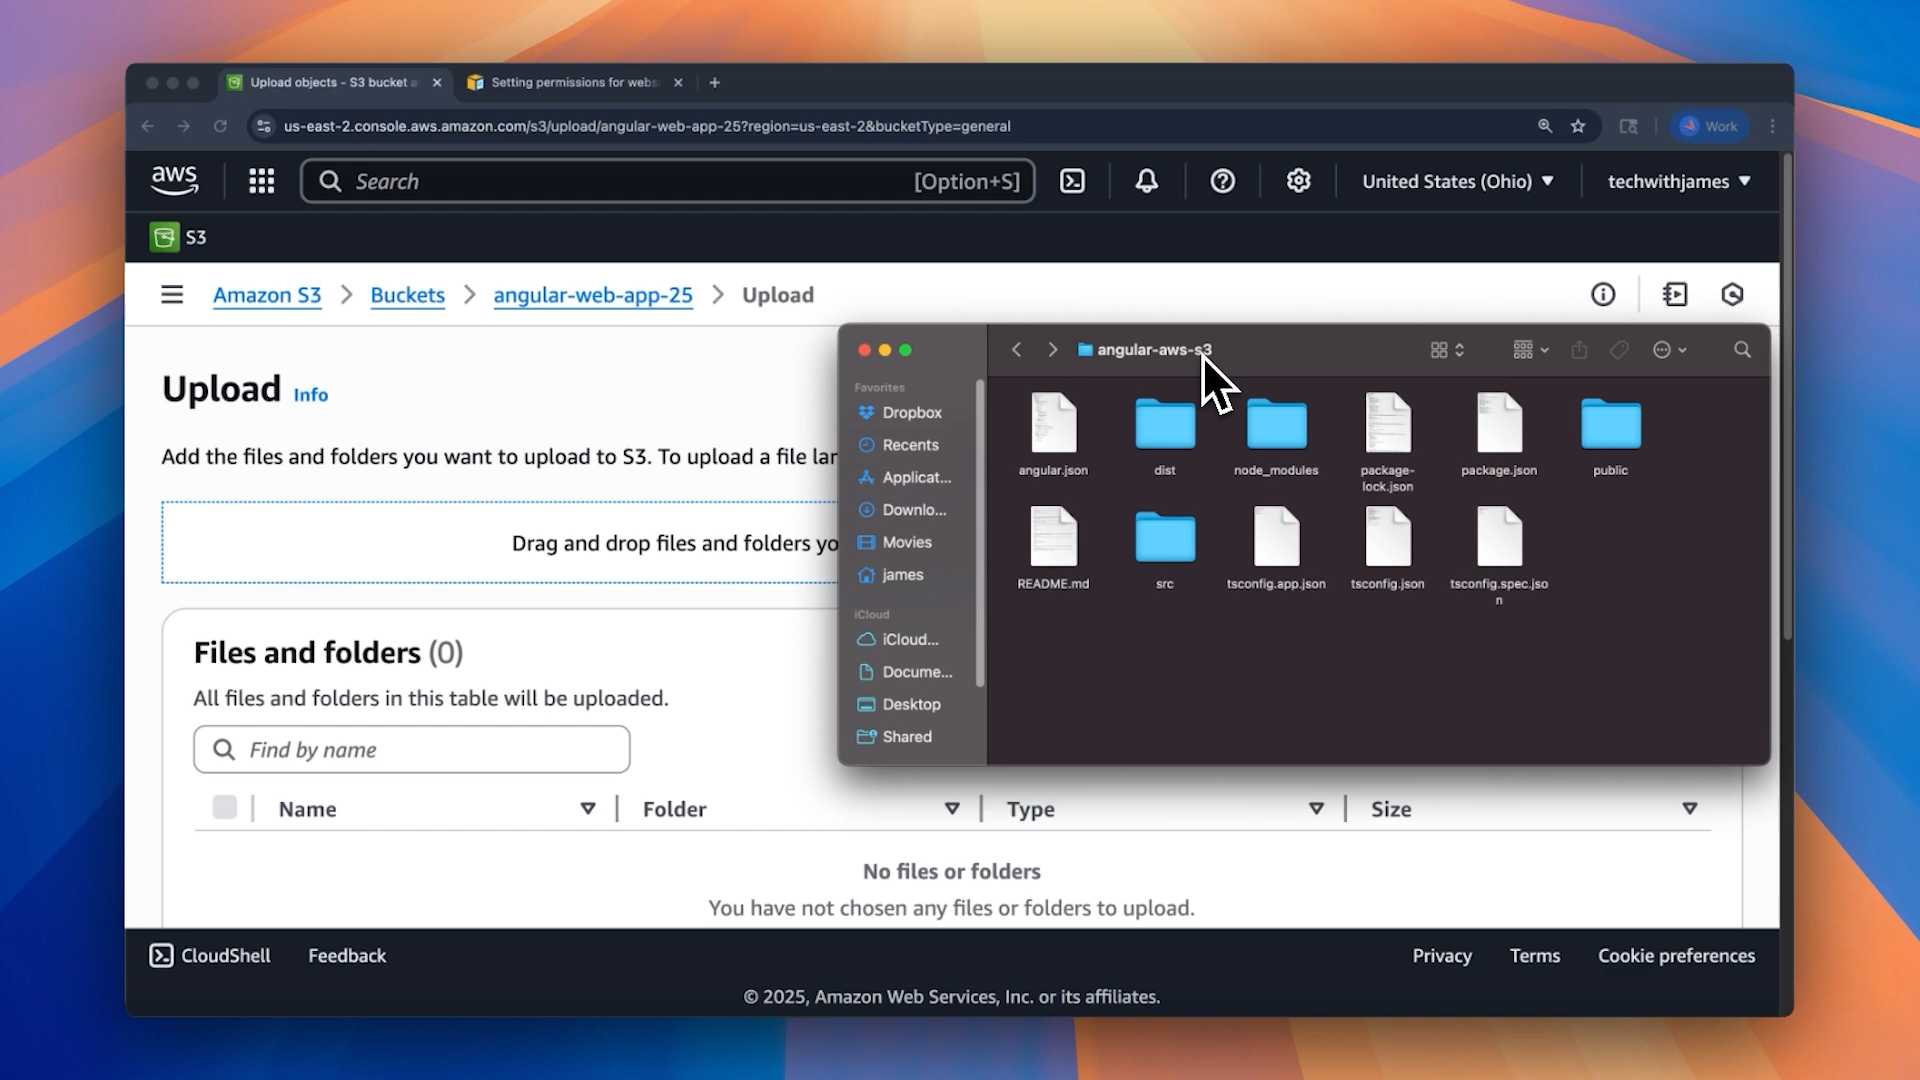 Upload objects - S3 bucket a
Setting permissions for webs
us-east-2.console.aws.amazon.com/s3/upload/angular-web-app-25?region=us-east-2&bucketType=general
Work
aws
Search
[Option+S]
United States (Ohio)
techwithjames
S3
Amazon S3
Buckets
angular-web-app-25
Upload
Upload
Info
Add the files and folders you want to upload to S3. To upload a file lar
Drag and drop files and folders yo
angular-aws-s3
Favorites
Dropbox
Recents
Applicat...
Downlo...
Movies
james
iCloud
iCloud...
Docume...
Desktop
Shared
angular.json
dist
node_modules
package-
lock.json
package.json
public
README.md
src
tsconfig.app.json
tsconfig.json
tsconfig.spec.jso
n
Files and folders (0)
All files and folders in this table will be uploaded.
Find by name
Name
Folder
Type
Size
No files or folders
You have not chosen any files or folders to upload.
CloudShell
Feedback
Privacy
Terms
Cookie preferences
© 2025, Amazon Web Services, Inc. or its affiliates.